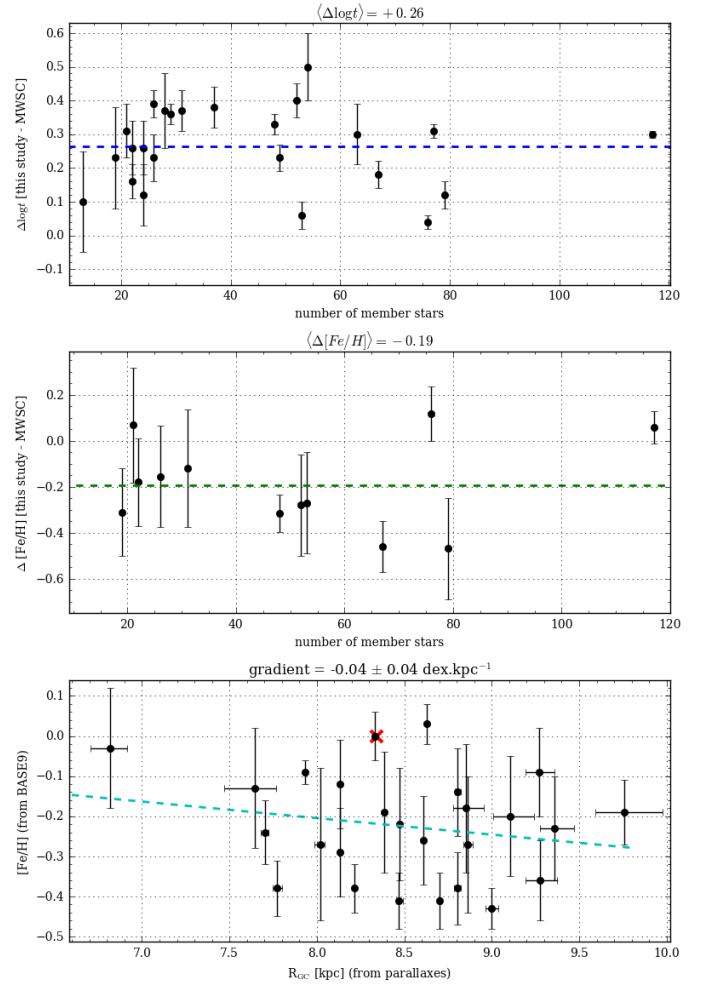 ⟨Δlogt⟩ = +0.26
0.6
0.5
0.4
0.3
0.2
0.1
0.0
−0.1
Δlogt [this study - MWSC]
20 40 60 80 100 120
number of member stars
⟨Δ[Fe/H]⟩ = −0.19
0.2
0.0
−0.2
−0.4
−0.6
Δ [Fe/H] [this study - MWSC]
20 40 60 80 100 120
number of member stars
gradient = -0.04 ± 0.04 dex.kpc⁻¹
0.1
0.0
−0.1
−0.2
−0.3
−0.4
−0.5
[Fe/H] (from BASE9)
7.0 7.5 8.0 8.5 9.0 9.5 10.0
R_GC [kpc] (from parallaxes)